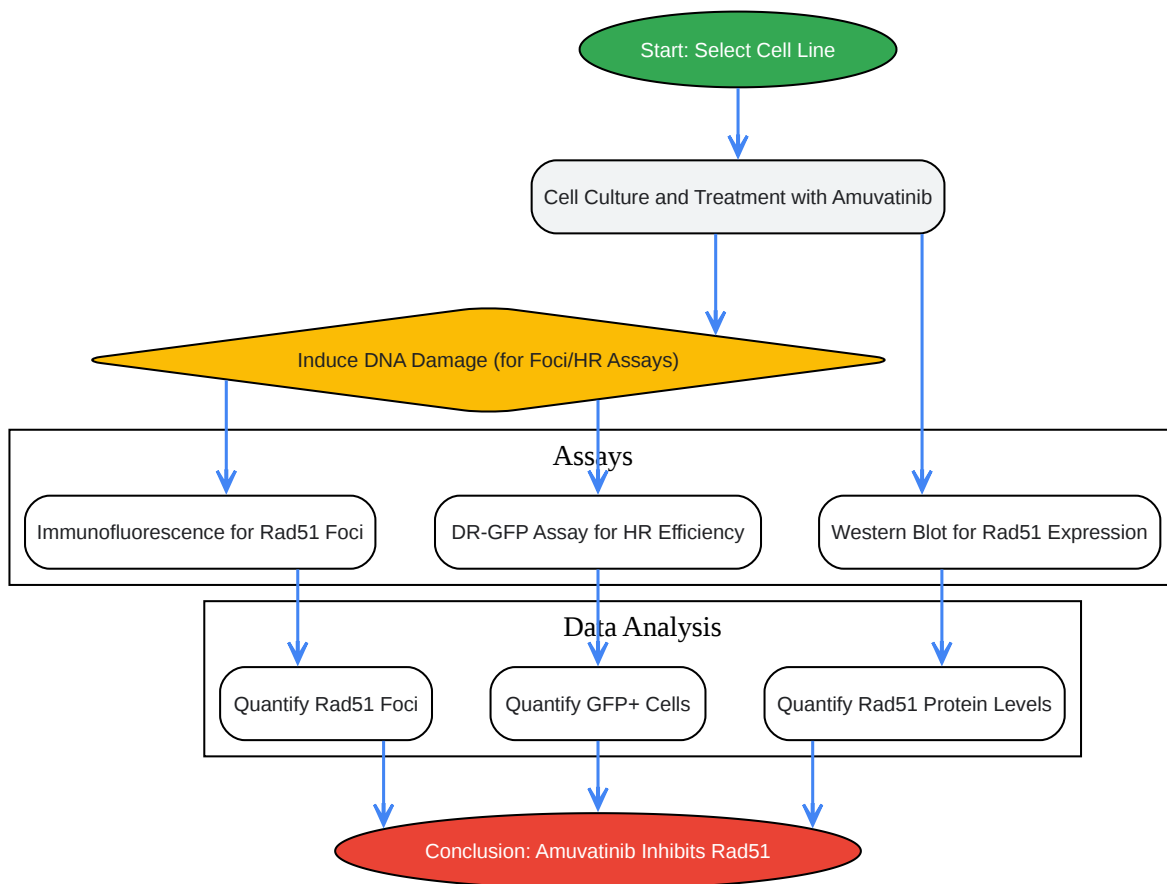 Start: Select Cell Line
Cell Culture and Treatment with Amuvatinib
Induce DNA Damage (for Foci/HR Assays)
Assays
Immunofluorescence for Rad51 Foci
DR-GFP Assay for HR Efficiency
Western Blot for Rad51 Expression
Data Analysis
Quantify Rad51 Foci
Quantify GFP+ Cells
Quantify Rad51 Protein Levels
Conclusion: Amuvatinib Inhibits Rad51